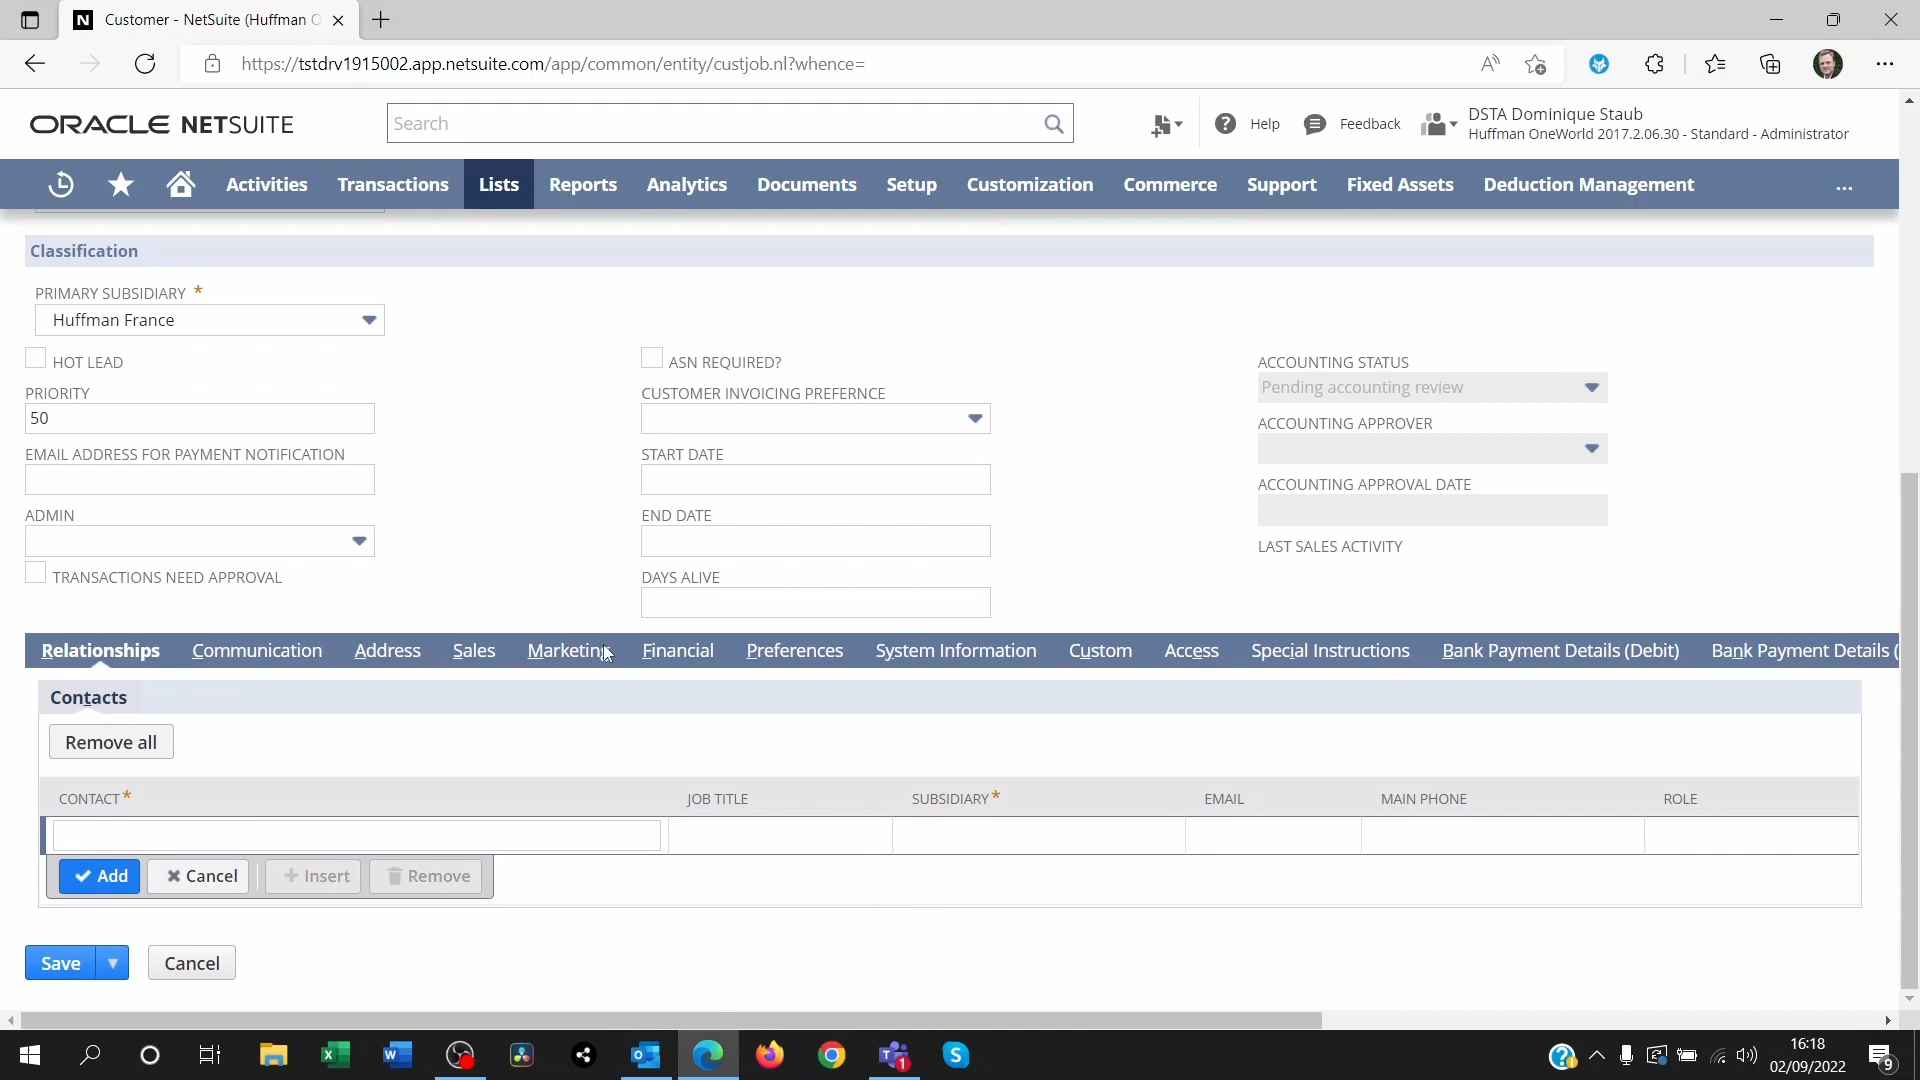 Customer - NetSuite (Huffman O
https://tstdrv1915002.app.netsuite.com/app/common/entity/custjob.nl?whence=
ORACLE NETSUITE
Search
Help
Feedback
DSTA Dominique Staub
Huffman OneWorld 2017.2.06.30 - Standard - Administrator
Activities Transactions Lists Reports Analytics Documents Setup Customization Commerce Support Fixed Assets Deduction Management ...
Classification
PRIMARY SUBSIDIARY *
Huffman France
HOT LEAD
PRIORITY
50
EMAIL ADDRESS FOR PAYMENT NOTIFICATION
ADMIN
TRANSACTIONS NEED APPROVAL
ASN REQUIRED?
CUSTOMER INVOICING PREFERNCE
START DATE
END DATE
DAYS ALIVE
ACCOUNTING STATUS
Pending accounting review
ACCOUNTING APPROVER
ACCOUNTING APPROVAL DATE
LAST SALES ACTIVITY
Relationships Communication Address Sales Marketing Financial Preferences System Information Custom Access Special Instructions Bank Payment Details (Debit) Bank Payment Details (
Contacts
Remove all
CONTACT * JOB TITLE SUBSIDIARY * EMAIL MAIN PHONE ROLE
Add Cancel Insert Remove
Save Cancel
16:18
02/09/2022
1
9